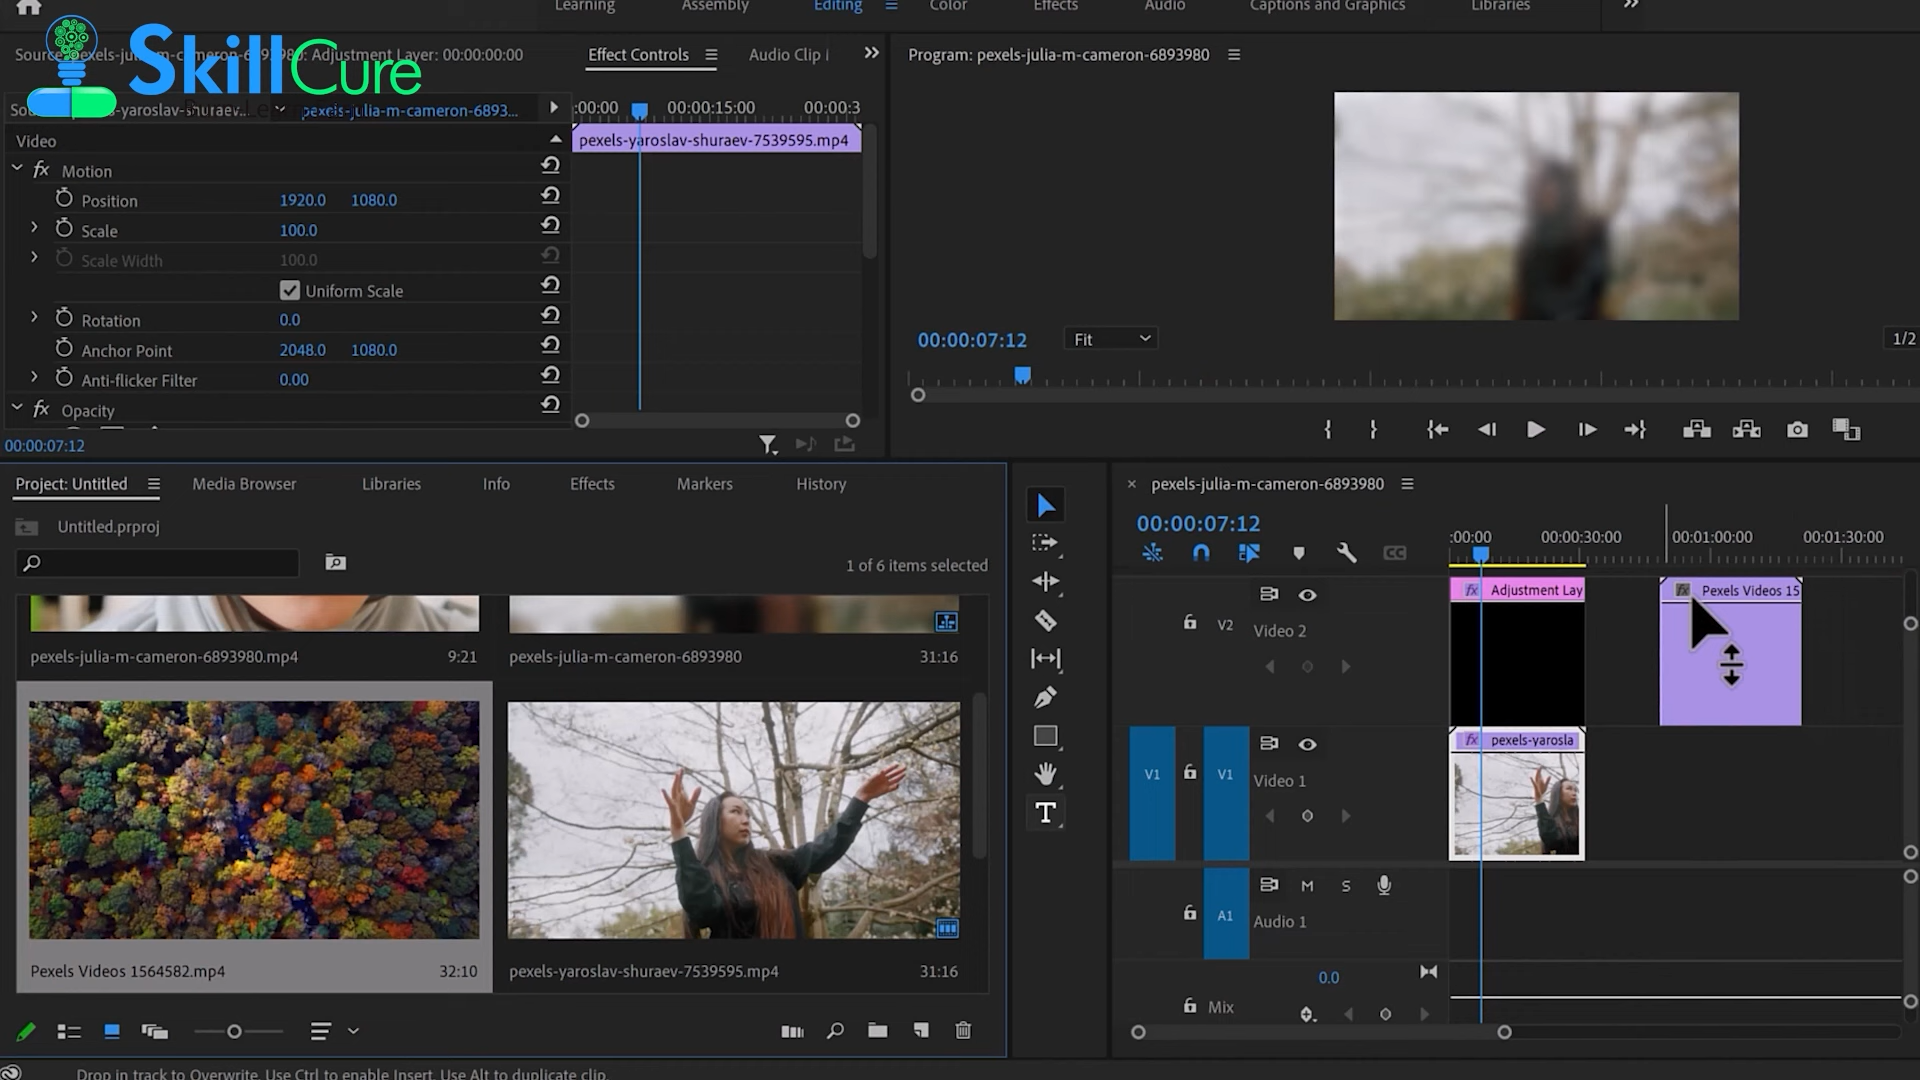 Learning Assembly Editing Color Effects Audio Captions and Graphics Libraries
SkillCure
Adjustment Layer: 00:00:00:00
Effect Controls
Audio Clip
Program: pexels-julia-m-cameron-6893980
pexels-julia-m-cameron-6893...
:00:00 00:00:15:00 00:00:3
Video
pexels-yaroslav-shuraev-7539595.mp4
fx Motion
Position 1920.0 1080.0
Scale 100.0
Scale Width 100.0
Uniform Scale
Rotation 0.0
Anchor Point 2048.0 1080.0
Anti-flicker Filter 0.00
fx Opacity
00:00:07:12
00:00:07:12 Fit 1/2
Project: Untitled Media Browser Libraries Info Effects Markers History
Untitled.prproj
1 of 6 items selected
pexels-julia-m-cameron-6893980.mp4 9:21
pexels-julia-m-cameron-6893980 31:16
Pexels Videos 1564582.mp4 32:10
pexels-yaroslav-shuraev-7539595.mp4 31:16
T
× pexels-julia-m-cameron-6893980
00:00:07:12
:00:00 00:00:30:00 00:01:00:00 00:01:30:00
CC
fx Adjustment Lay
fx Pexels Videos 15
V2 Video 2
fx pexels-yarosla
V1 V1 Video 1
M S
A1 Audio 1
0.0
Mix
Drop in track to Overwrite. Use Ctrl to enable Insert. Use Alt to duplicate clip.